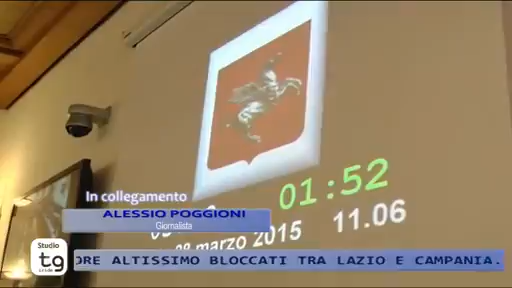 01:52
11.06
marzo 2015
In collegamento
ALESSIO POGGIONI
Giornalista
Studio
tg
iride
ORE ALTISSIMO BLOCCATI TRA LAZIO E CAMPANIA.